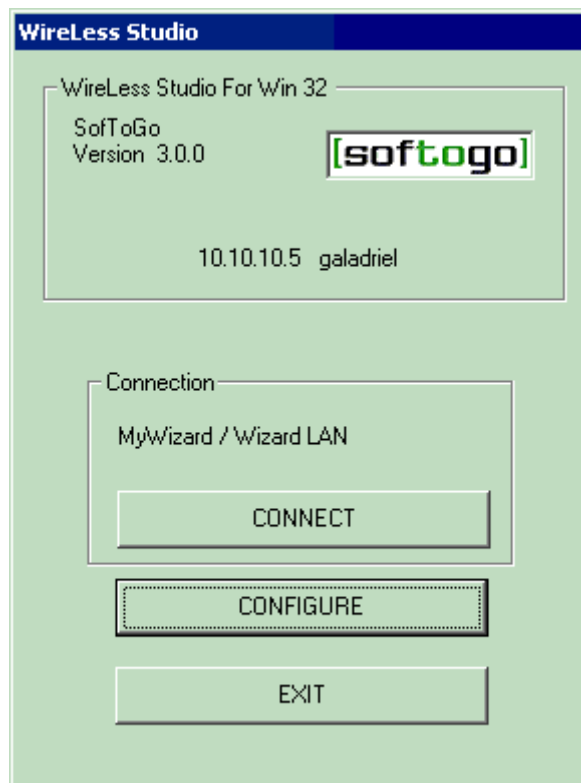 WireLess Studio
WireLess Studio For Win 32
SofToGo
Version 3.0.0
[softogo]
10.10.10.5 galadriel
Connection
MyWizard / Wizard LAN
CONNECT
CONFIGURE
EXIT